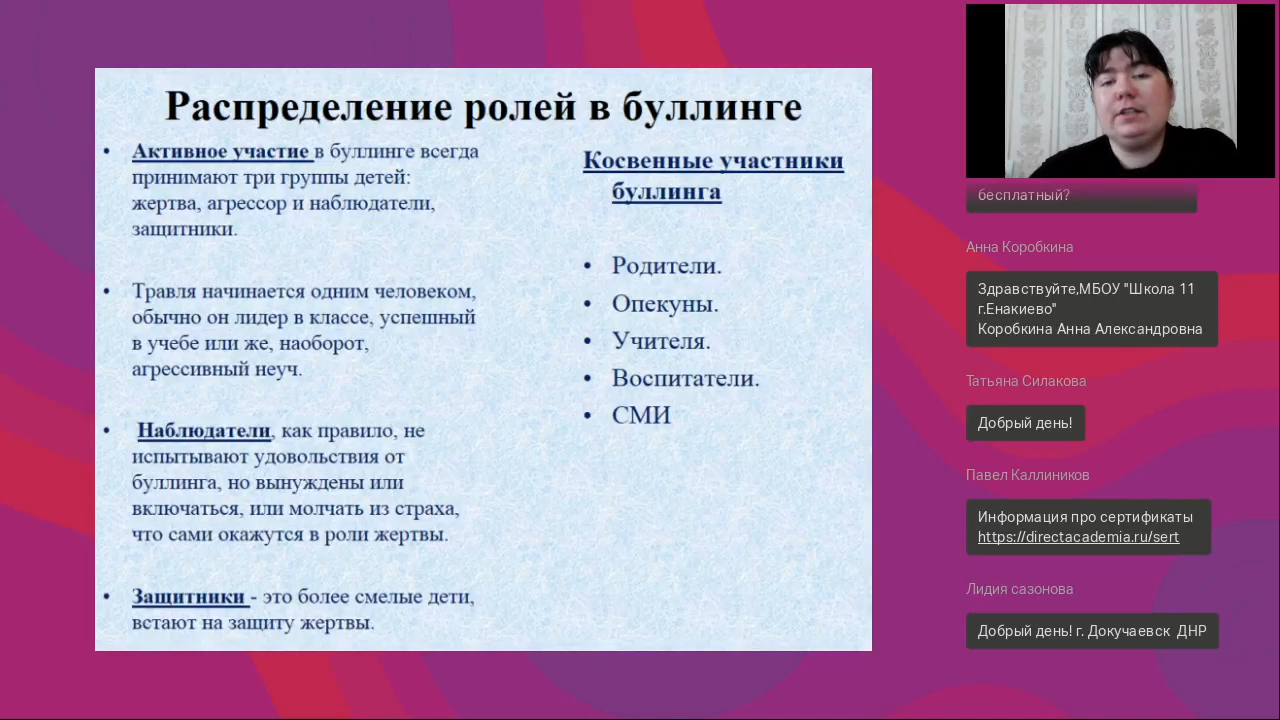 Распределение ролей в буллинге
• Активное участие в буллинге всегда
принимают три группы детей:
жертва, агрессор и наблюдатели,
защитники.
• Травля начинается одним человеком,
обычно он лидер в классе, успешный
в учебе или же, наоборот,
агрессивный неуч.
• Наблюдатели, как правило, не
испытывают удовольствия от
буллинга, но вынуждены или
включаться, или молчать из страха,
что сами окажутся в роли жертвы.
• Защитники - это более смелые дети,
встают на защиту жертвы.
Косвенные участники
буллинга
• Родители.
• Опекуны.
• Учителя.
• Воспитатели.
• СМИ
бесплатный?
Анна Коробкина
Здравствуйте,МБОУ "Школа 11
г.Енакиево"
Коробкина Анна Александровна
Татьяна Силакова
Добрый день!
Павел Каллиников
Информация про сертификаты
https://directacademia.ru/sert
Лидия сазонова
Добрый день! г. Докучаевск ДНР